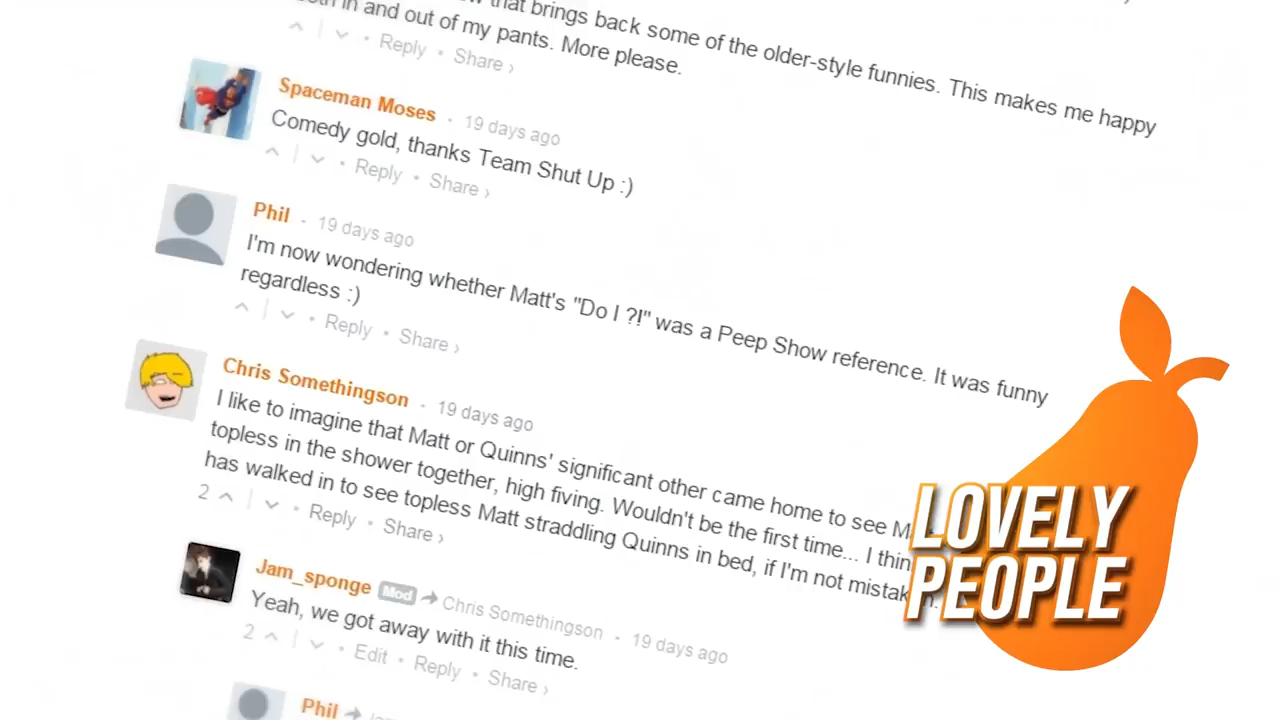 that brings back some of the older-style funnies. This makes me happy
in and out of my pants. More please.
Reply • Share ›
Spaceman Moses • 19 days ago
Comedy gold, thanks Team Shut Up :)
Reply • Share ›
Phil • 19 days ago
I'm now wondering whether Matt's "Do I ?!" was a Peep Show reference. It was funny
regardless :)
Reply • Share ›
Chris Somethingson • 19 days ago
I like to imagine that Matt or Quinns' significant other came home to see
topless in the shower together, high fiving. Wouldn't be the first time... I
has walked in to see topless Matt straddling Quinns in bed, if I'm not
2 • Reply • Share ›
Jam_sponge Mod Chris Somethingson • 19 days ago
Yeah, we got away with it this time.
2 • Edit • Reply • Share ›
Phil
LOVELY
PEOPLE